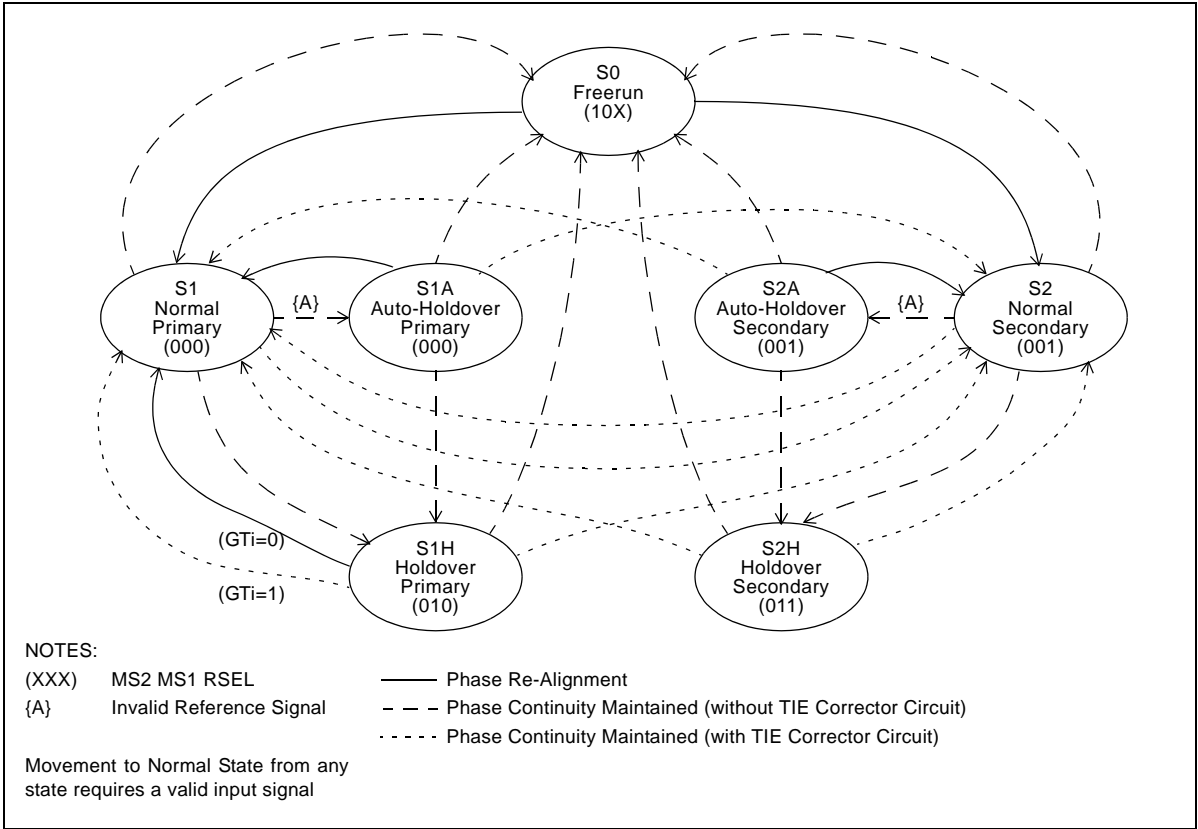 S0
Freerun
(10X)
S1
Normal
Primary
(000)
{A}
S1A
Auto-Holdover
Primary
(000)
S2A
Auto-Holdover
Secondary
(001)
{A}
S2
Normal
Secondary
(001)
(GTi=0)
(GTi=1)
S1H
Holdover
Primary
(010)
S2H
Holdover
Secondary
(011)
NOTES:
(XXX) MS2 MS1 RSEL
{A} Invalid Reference Signal
Phase Re-Alignment
Phase Continuity Maintained (without TIE Corrector Circuit)
Phase Continuity Maintained (with TIE Corrector Circuit)
Movement to Normal State from any
state requires a valid input signal